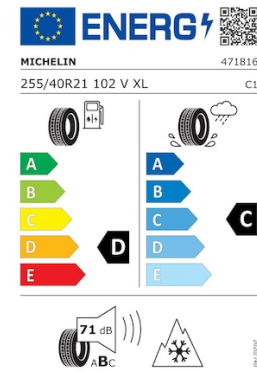 ENERG
MICHELIN 471816
255/40R21 102 V XL C1
A A
B B
C C C
D D D
E E
71 dB
ABC